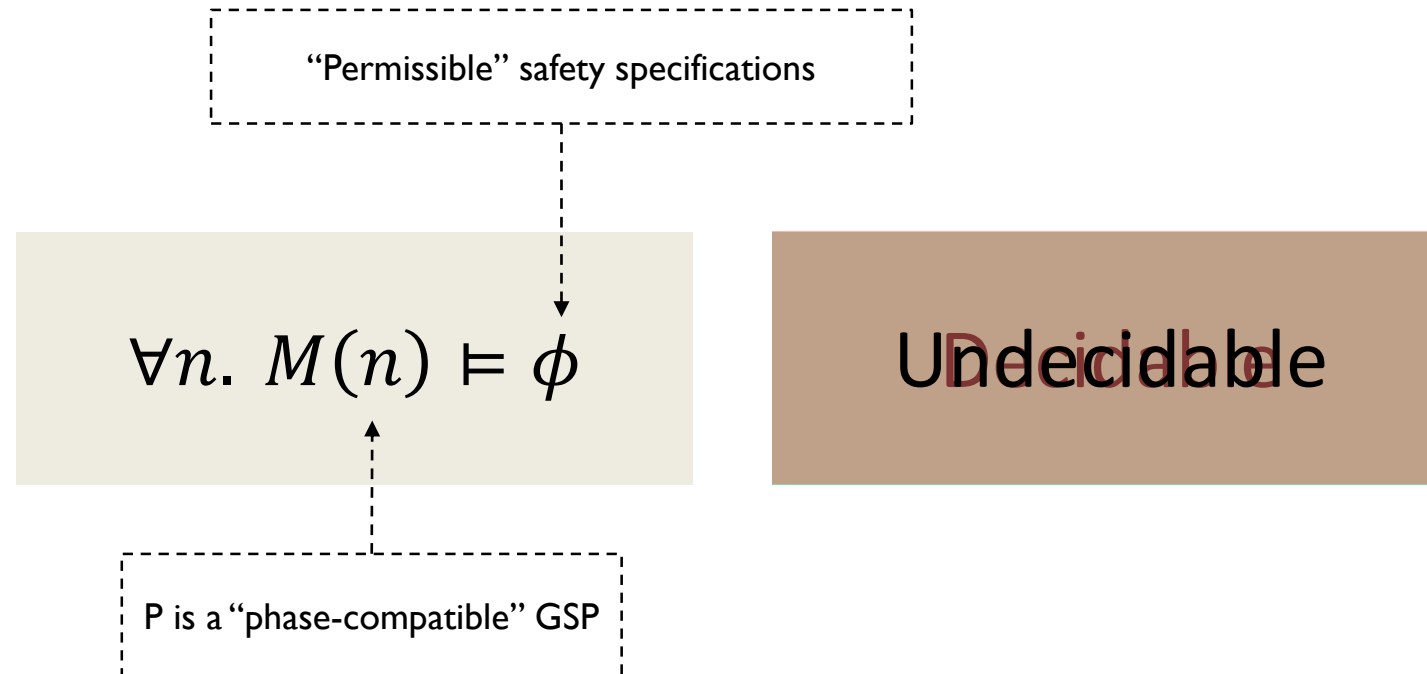 “Permissible” safety specifications
∀n. M(n) ⊨ ϕ
Undecidable
Decidable
P is a “phase-compatible” GSP